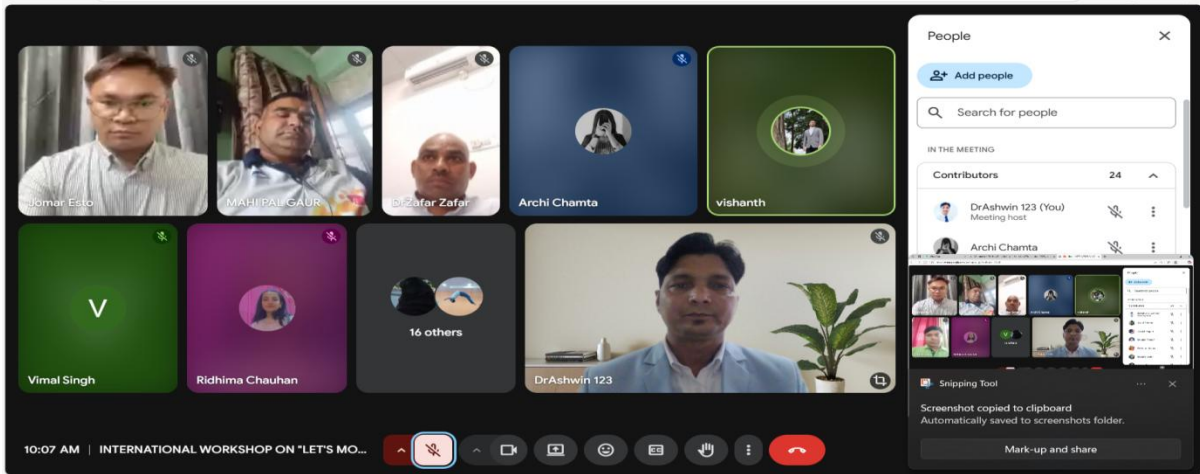 Jomar Esto
MAHI PAL GAUR
Dr Zafar Zafar
Archi Chamta
vishanth
V
Vimal Singh
Ridhima Chauhan
16 others
DrAshwin 123
10:07 AM | INTERNATIONAL WORKSHOP ON "LET'S MO...
People
Add people
Search for people
IN THE MEETING
Contributors 24
DrAshwin 123 (You)
Meeting host
Archi Chamta
Snipping Tool
Screenshot copied to clipboard
Automatically saved to screenshots folder.
Mark-up and share